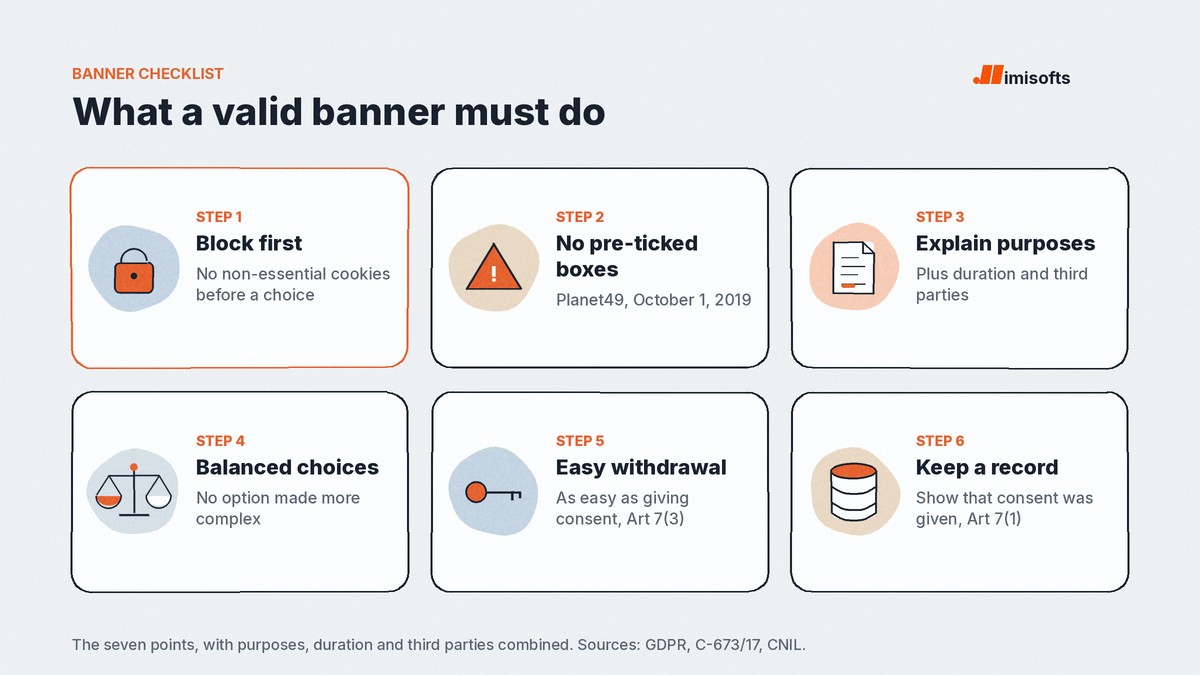 BANNER CHECKLIST
What a valid banner must do
imisofts
STEP 1
Block first
No non-essential cookies
before a choice
STEP 2
No pre-ticked
boxes
Planet49, October 1, 2019
STEP 3
Explain purposes
Plus duration and third
parties
STEP 4
Balanced choices
No option made more
complex
STEP 5
Easy withdrawal
As easy as giving
consent, Art 7(3)
STEP 6
Keep a record
Show that consent was
given, Art 7(1)
The seven points, with purposes, duration and third parties combined. Sources: GDPR, C-673/17, CNIL.